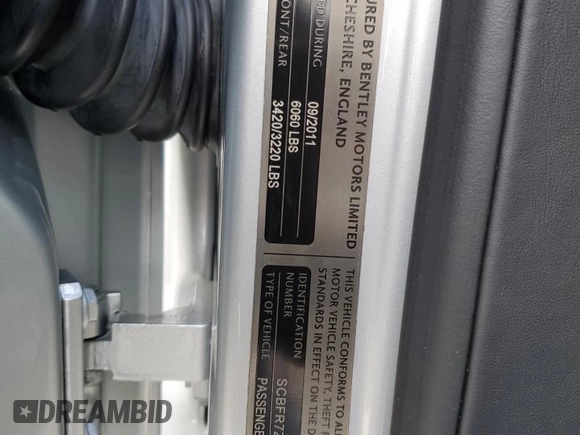 URED BY BENTLEY MOTORS LIMITED
CHESHIRE, ENGLAND
DURING 09/2011
6060 LBS
ONT/REAR 3420/3220 LBS
THIS VEHICLE CONFORMS TO
MOTOR VEHICLE SAFETY, THEFT
STANDARDS IN EFFECT ON THE
IDENTIFICATION
NUMBER
SCBFR7
TYPE OF VEHICLE PASSENGE
DREAMBID